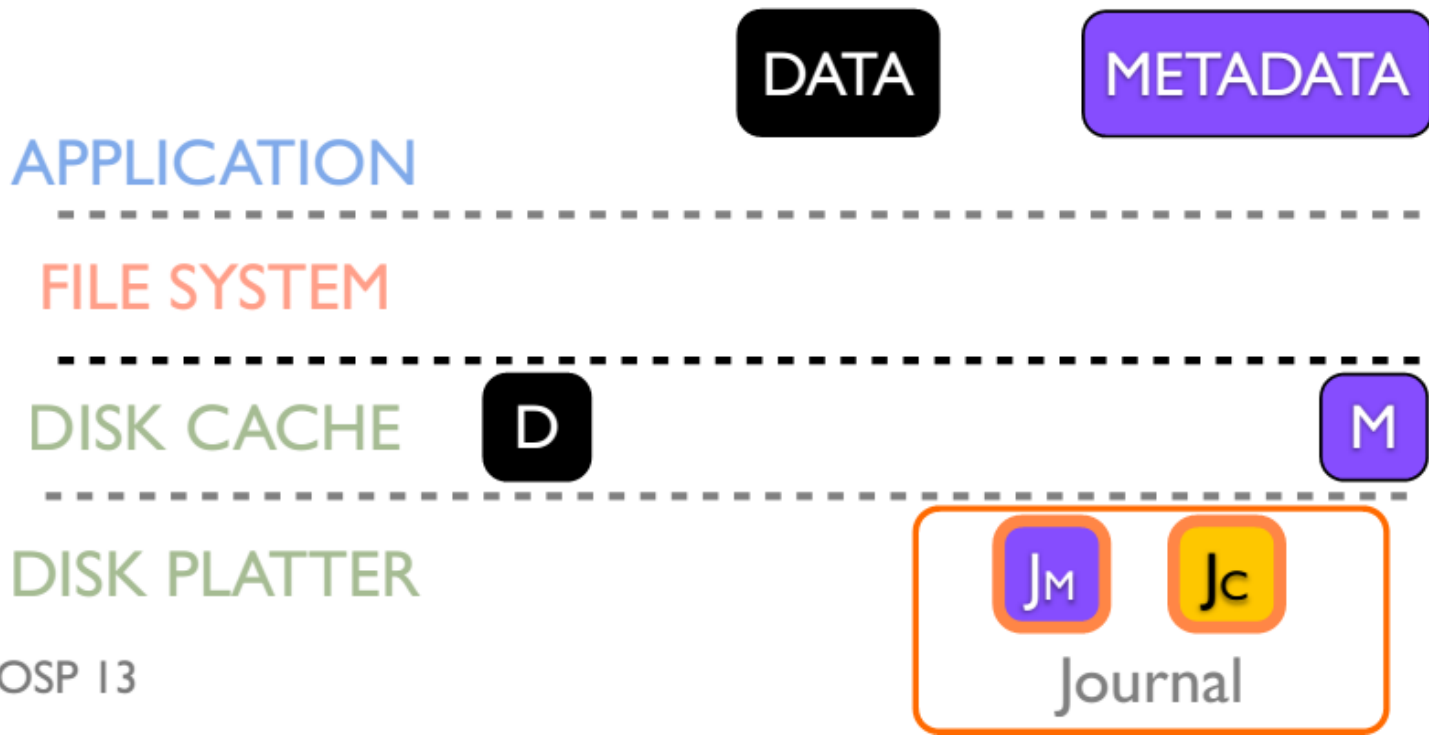 DATA METADATA
APPLICATION
FILE SYSTEM
DISK CACHE D M
DISK PLATTER JM JC
OSP 13 Journal